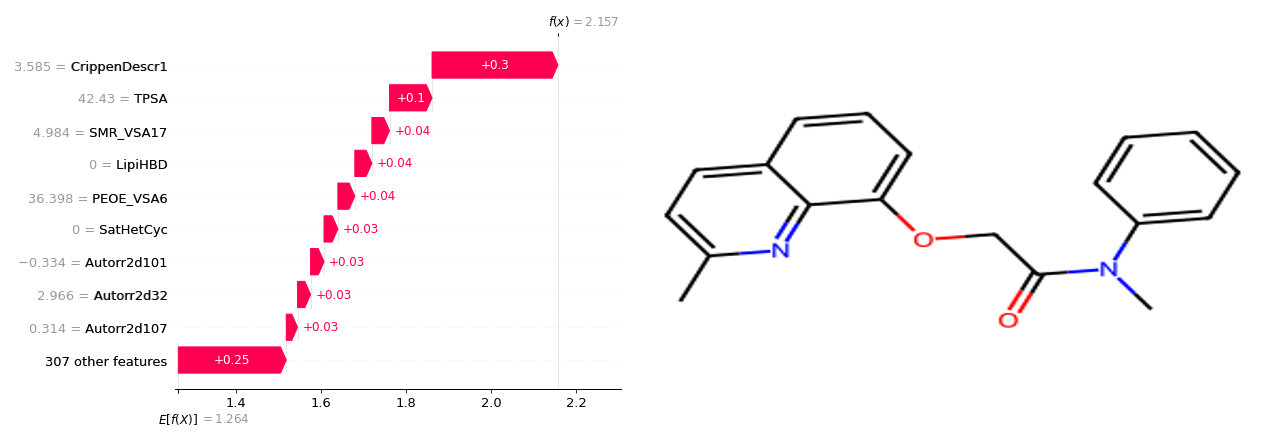 f(x) = 2.157
3.585 = CrippenDescr1 +0.3
42.43 = TPSA +0.1
4.984 = SMR_VSA17 +0.04
0 = LipiHBD +0.04
36.398 = PEOE_VSA6 +0.04
0 = SatHetCyc +0.03
−0.334 = Autorr2d101 +0.03
2.966 = Autorr2d32 +0.03
0.314 = Autorr2d107 +0.03
307 other features +0.25
1.4 1.6 1.8 2.0 2.2
E[f(X)] = 1.264
O
N
N
O